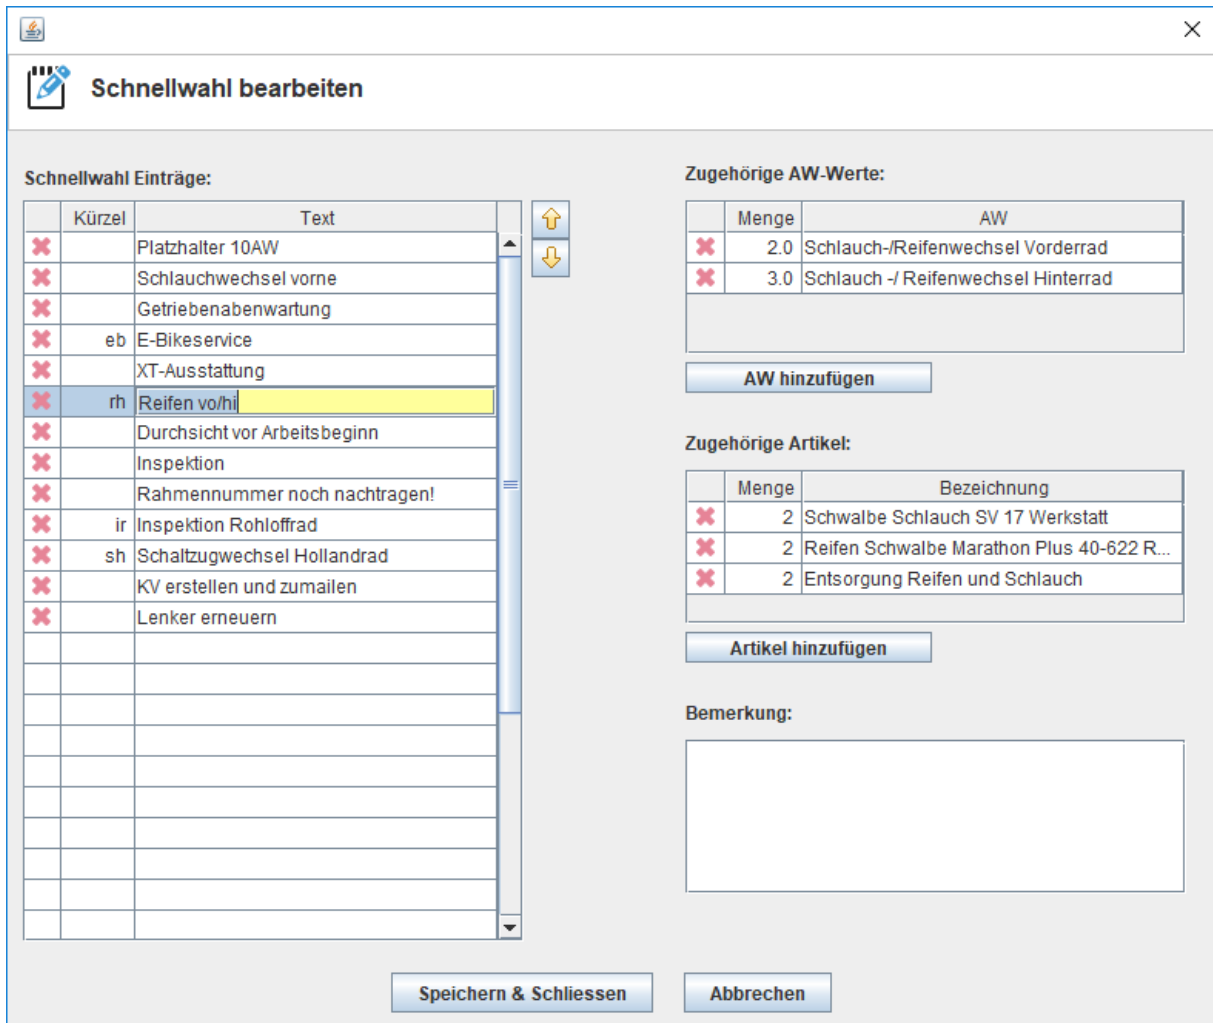 Schnellwahl bearbeiten
Schnellwahl Einträge:
Kürzel Text
Platzhalter 10AW
Schlauchwechsel vorne
Getriebenabenwartung
eb E-Bikeservice
XT-Ausstattung
rh Reifen vo/hi
Durchsicht vor Arbeitsbeginn
Inspektion
Rahmennummer noch nachtragen!
ir Inspektion Rohloffrad
sh Schaltzugwechsel Hollandrad
KV erstellen und zumailen
Lenker erneuern
Zugehörige AW-Werte:
Menge AW
2.0 Schlauch-/Reifenwechsel Vorderrad
3.0 Schlauch -/ Reifenwechsel Hinterrad
AW hinzufügen
Zugehörige Artikel:
Menge Bezeichnung
2 Schwalbe Schlauch SV 17 Werkstatt
2 Reifen Schwalbe Marathon Plus 40-622 R...
2 Entsorgung Reifen und Schlauch
Artikel hinzufügen
Bemerkung:
Speichern & Schliessen Abbrechen